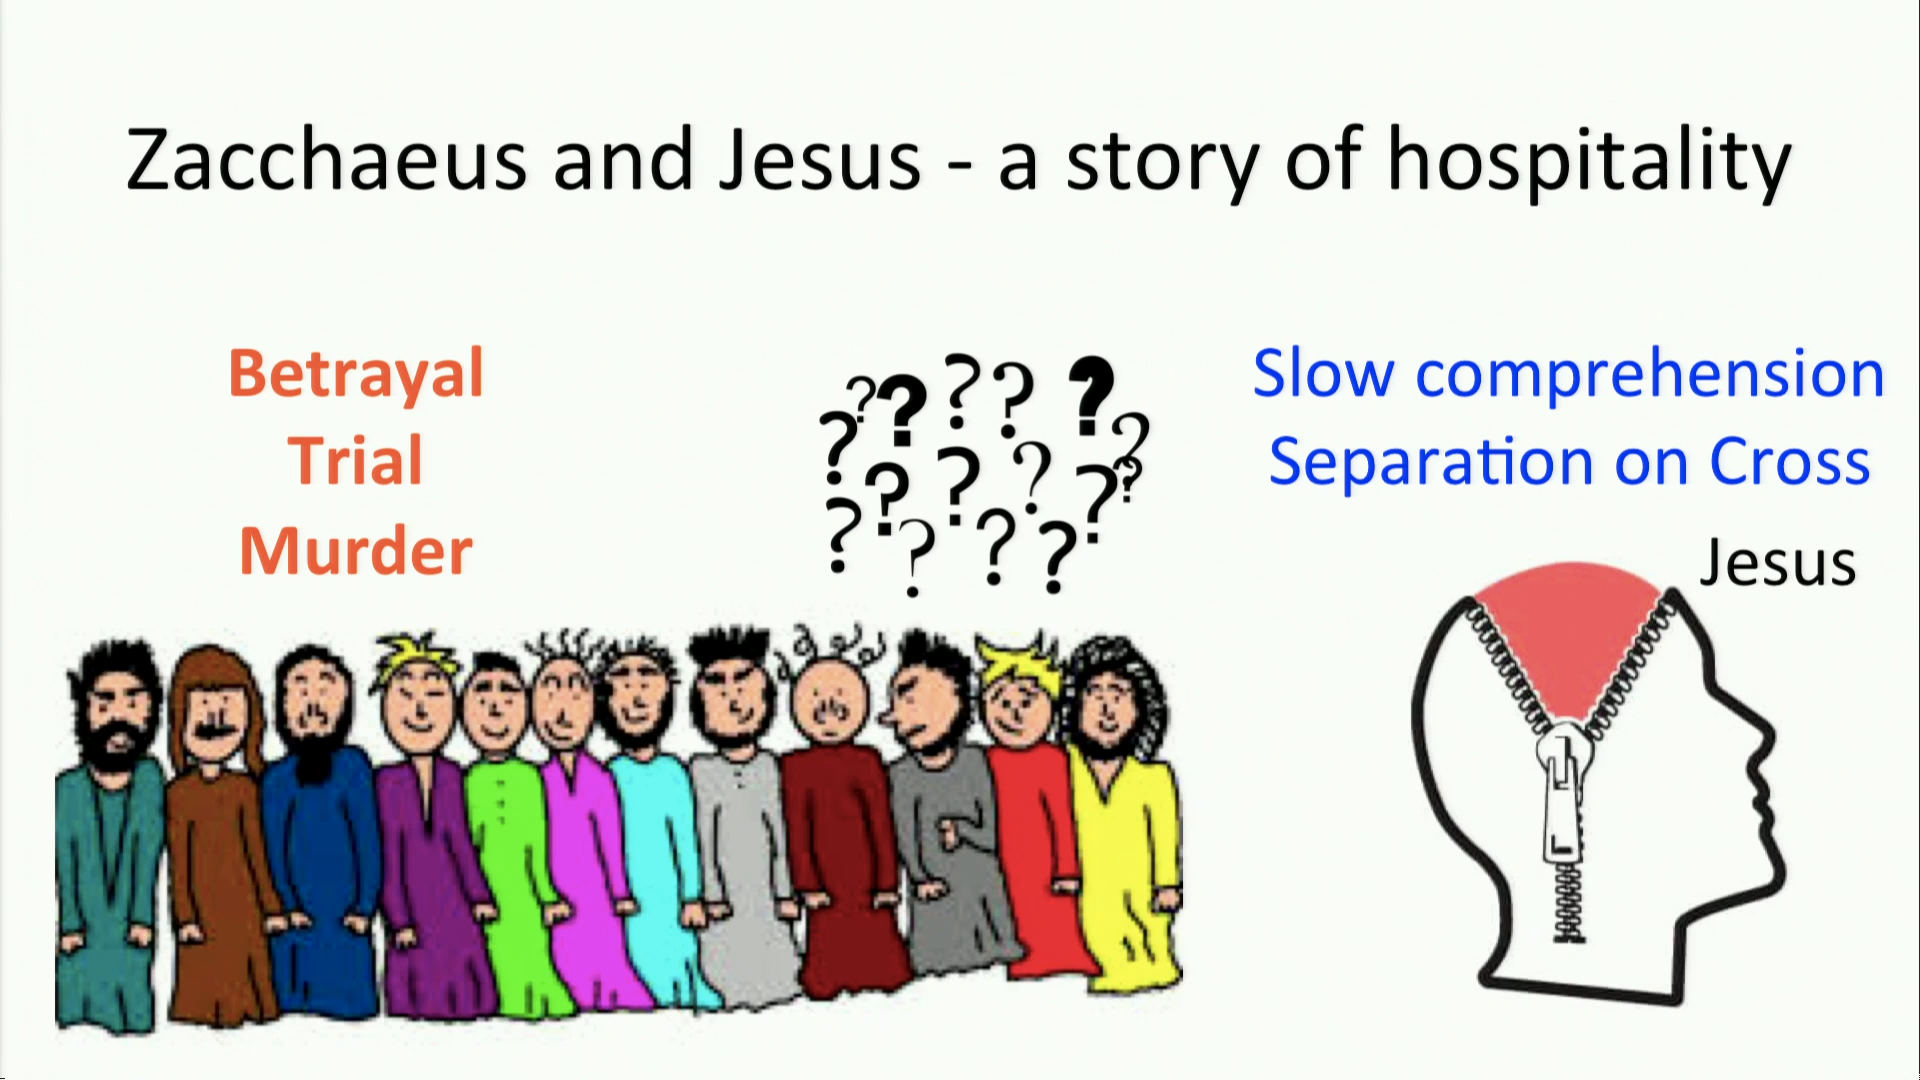 Zacchaeus and Jesus - a story of hospitality
Betrayal
Trial
Murder
? ? ? ? ? ? ? ? ? ? ? ? ? ? ? ?
Slow comprehension
Separation on Cross
Jesus